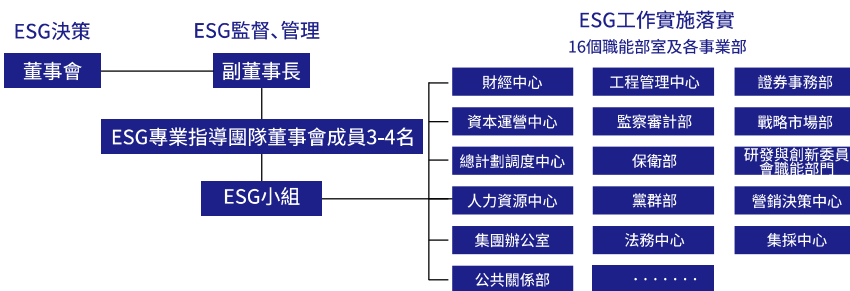 ESG決策
ESG監督、管理
ESG工作實施落實
16個職能部室及各事業部
董事會
副董事長
ESG專業指導團隊董事會成員3-4名
ESG小組
財經中心
工程管理中心
證券事務部
資本運營中心
監察審計部
戰略市場部
總計劃調度中心
保衛部
研發與創新委員
會職能部門
人力資源中心
黨群部
營銷決策中心
集團辦公室
法務中心
集採中心
公共關係部
·······